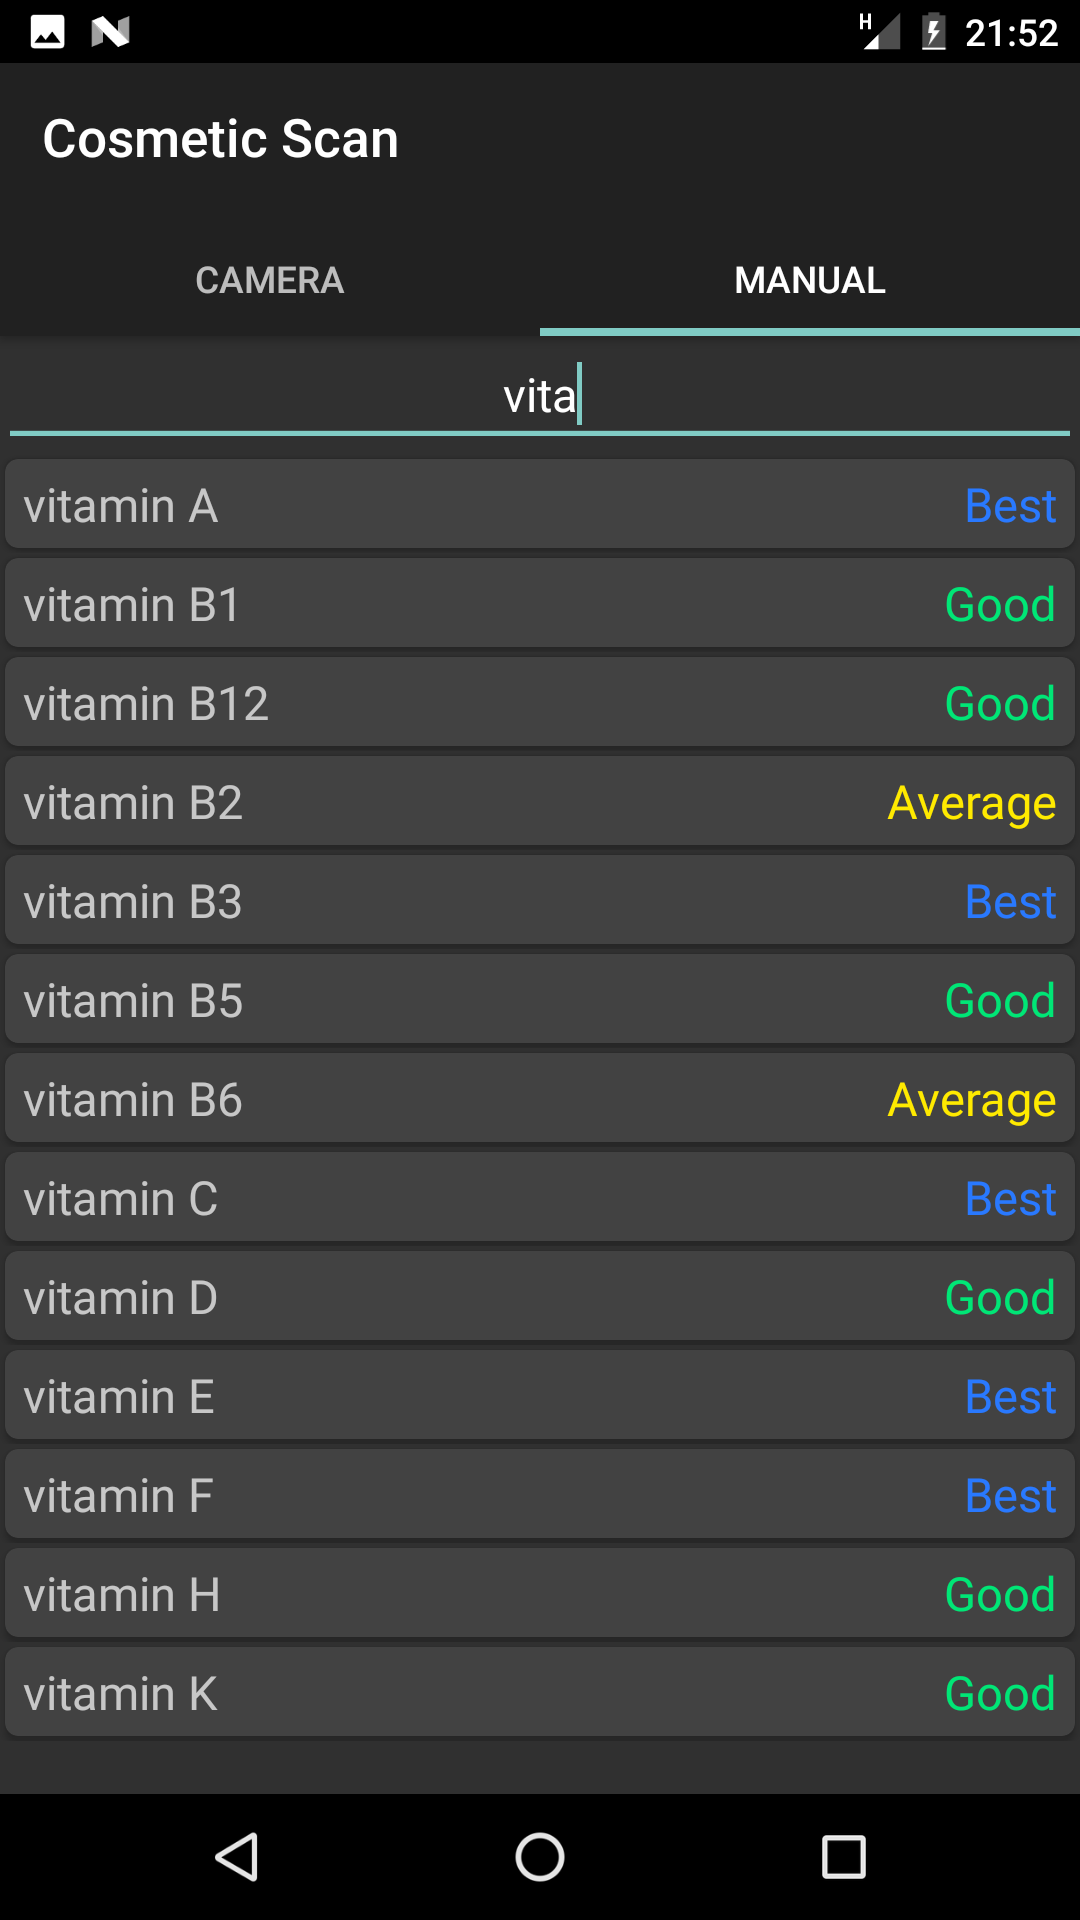 H 21:52
Cosmetic Scan
CAMERA MANUAL
vita
vitamin A Best
vitamin B1 Good
vitamin B12 Good
vitamin B2 Average
vitamin B3 Best
vitamin B5 Good
vitamin B6 Average
vitamin C Best
vitamin D Good
vitamin E Best
vitamin F Best
vitamin H Good
vitamin K Good